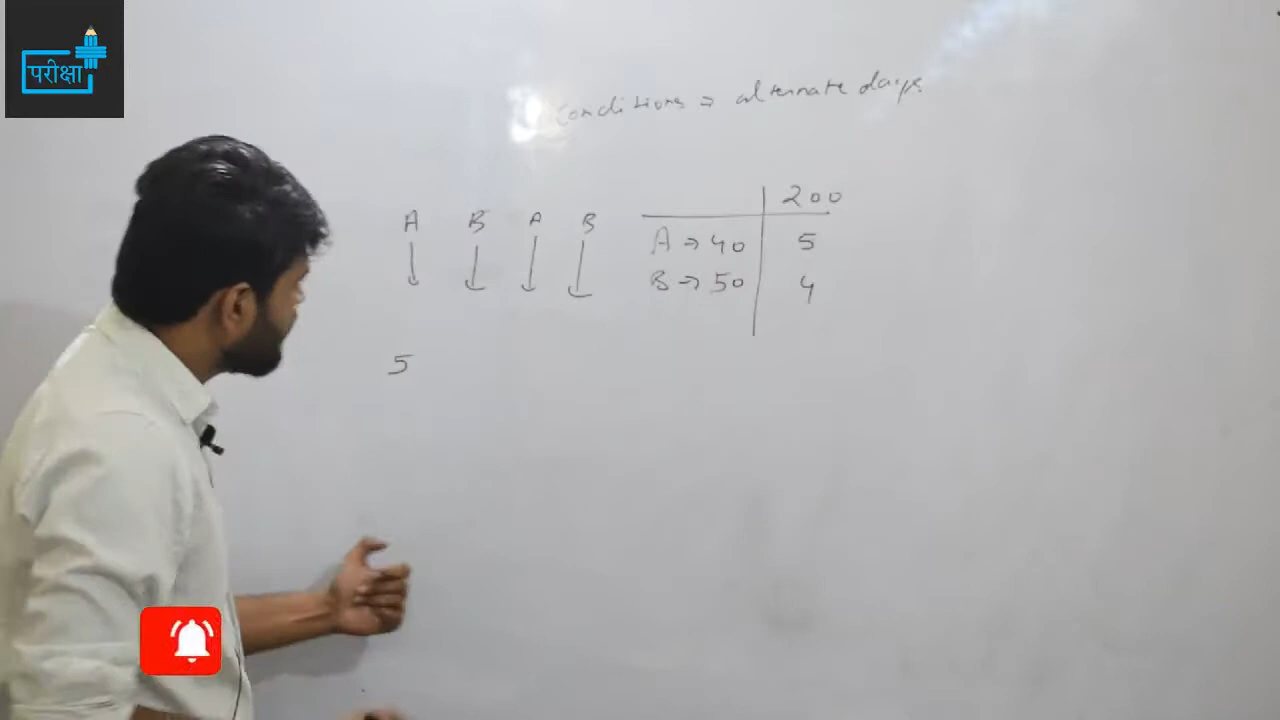 परीक्षा
Conditions → alternate days
A B A B
200
A → 40 5
B → 50 4
5